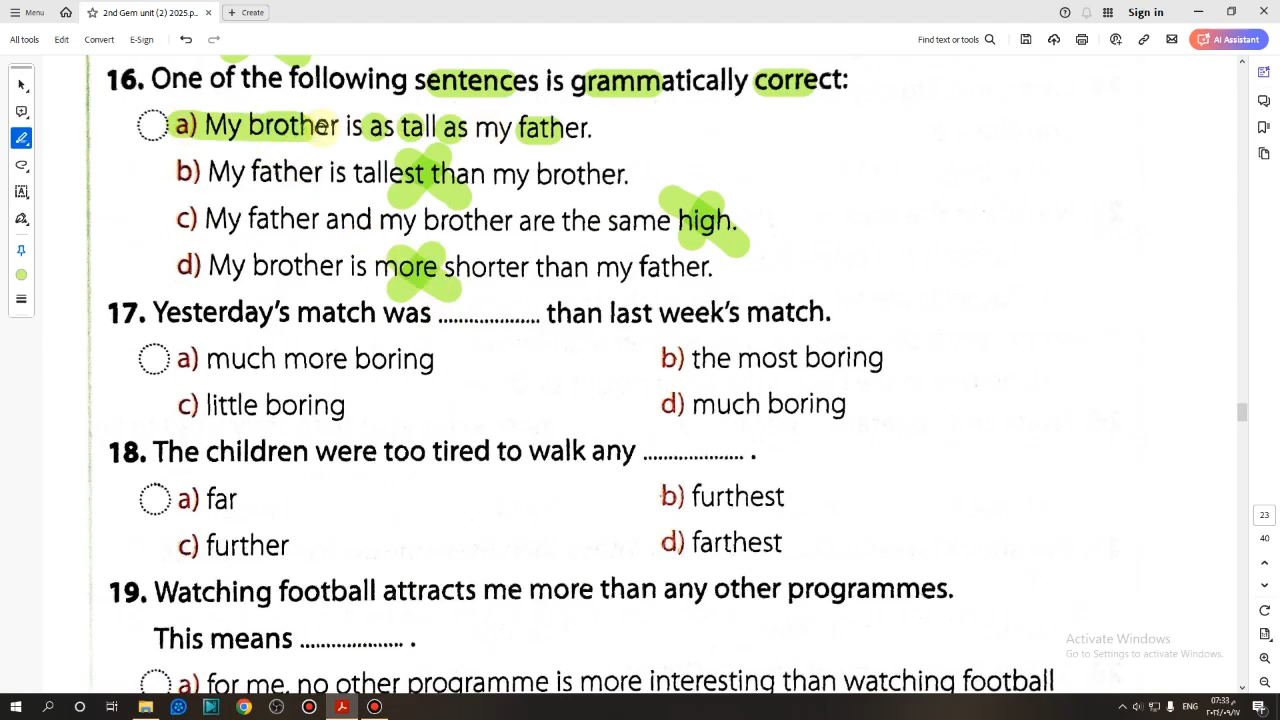 Menu
2nd Gem unit (2) 2025.p...
Create
Sign in
All tools
Edit
Convert
E-Sign
Find text or tools
AI Assistant
16. One of the following sentences is grammatically correct:
a) My brother is as tall as my father.
b) My father is tallest than my brother.
c) My father and my brother are the same high.
d) My brother is more shorter than my father.
17. Yesterday's match was .................... than last week's match.
a) much more boring
b) the most boring
c) little boring
d) much boring
18. The children were too tired to walk any .................... .
a) far
b) furthest
c) further
d) farthest
19. Watching football attracts me more than any other programmes.
This means .................... .
a) for me, no other programme is more interesting than watching football
23
40
Activate Windows
Go to Settings to activate Windows.
ENG
07:33 م